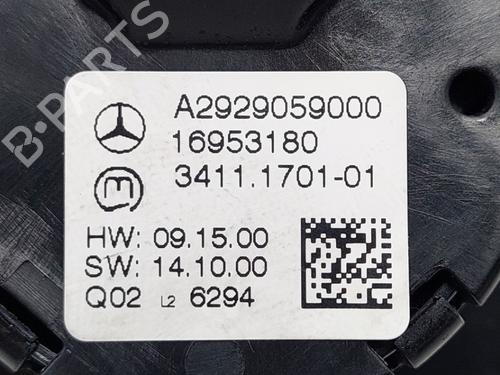 B-PARTS
A2929059000
16953180
m
3411.1701-01
HW: 09.15.00
SW: 14.10.00
Q02 L2 6294